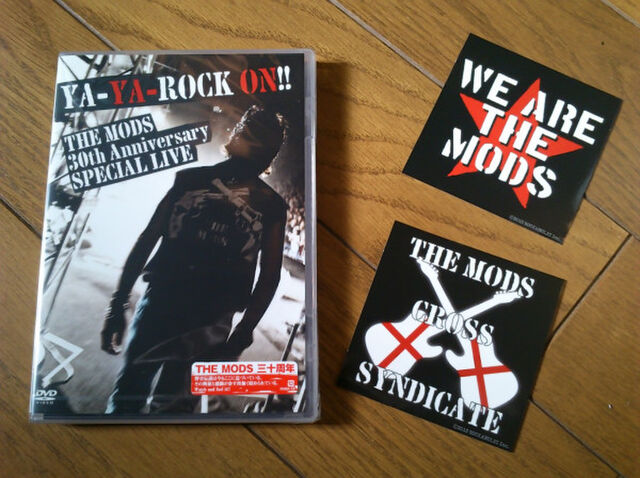 YA-YA-ROCK ON!!
THE MODS
30th Anniversary
SPECIAL LIVE
THE MODS 三十周年
DVD
VIDEO
WE ARE
THE
MODS
THE MODS
CROSS
SYNDICATE